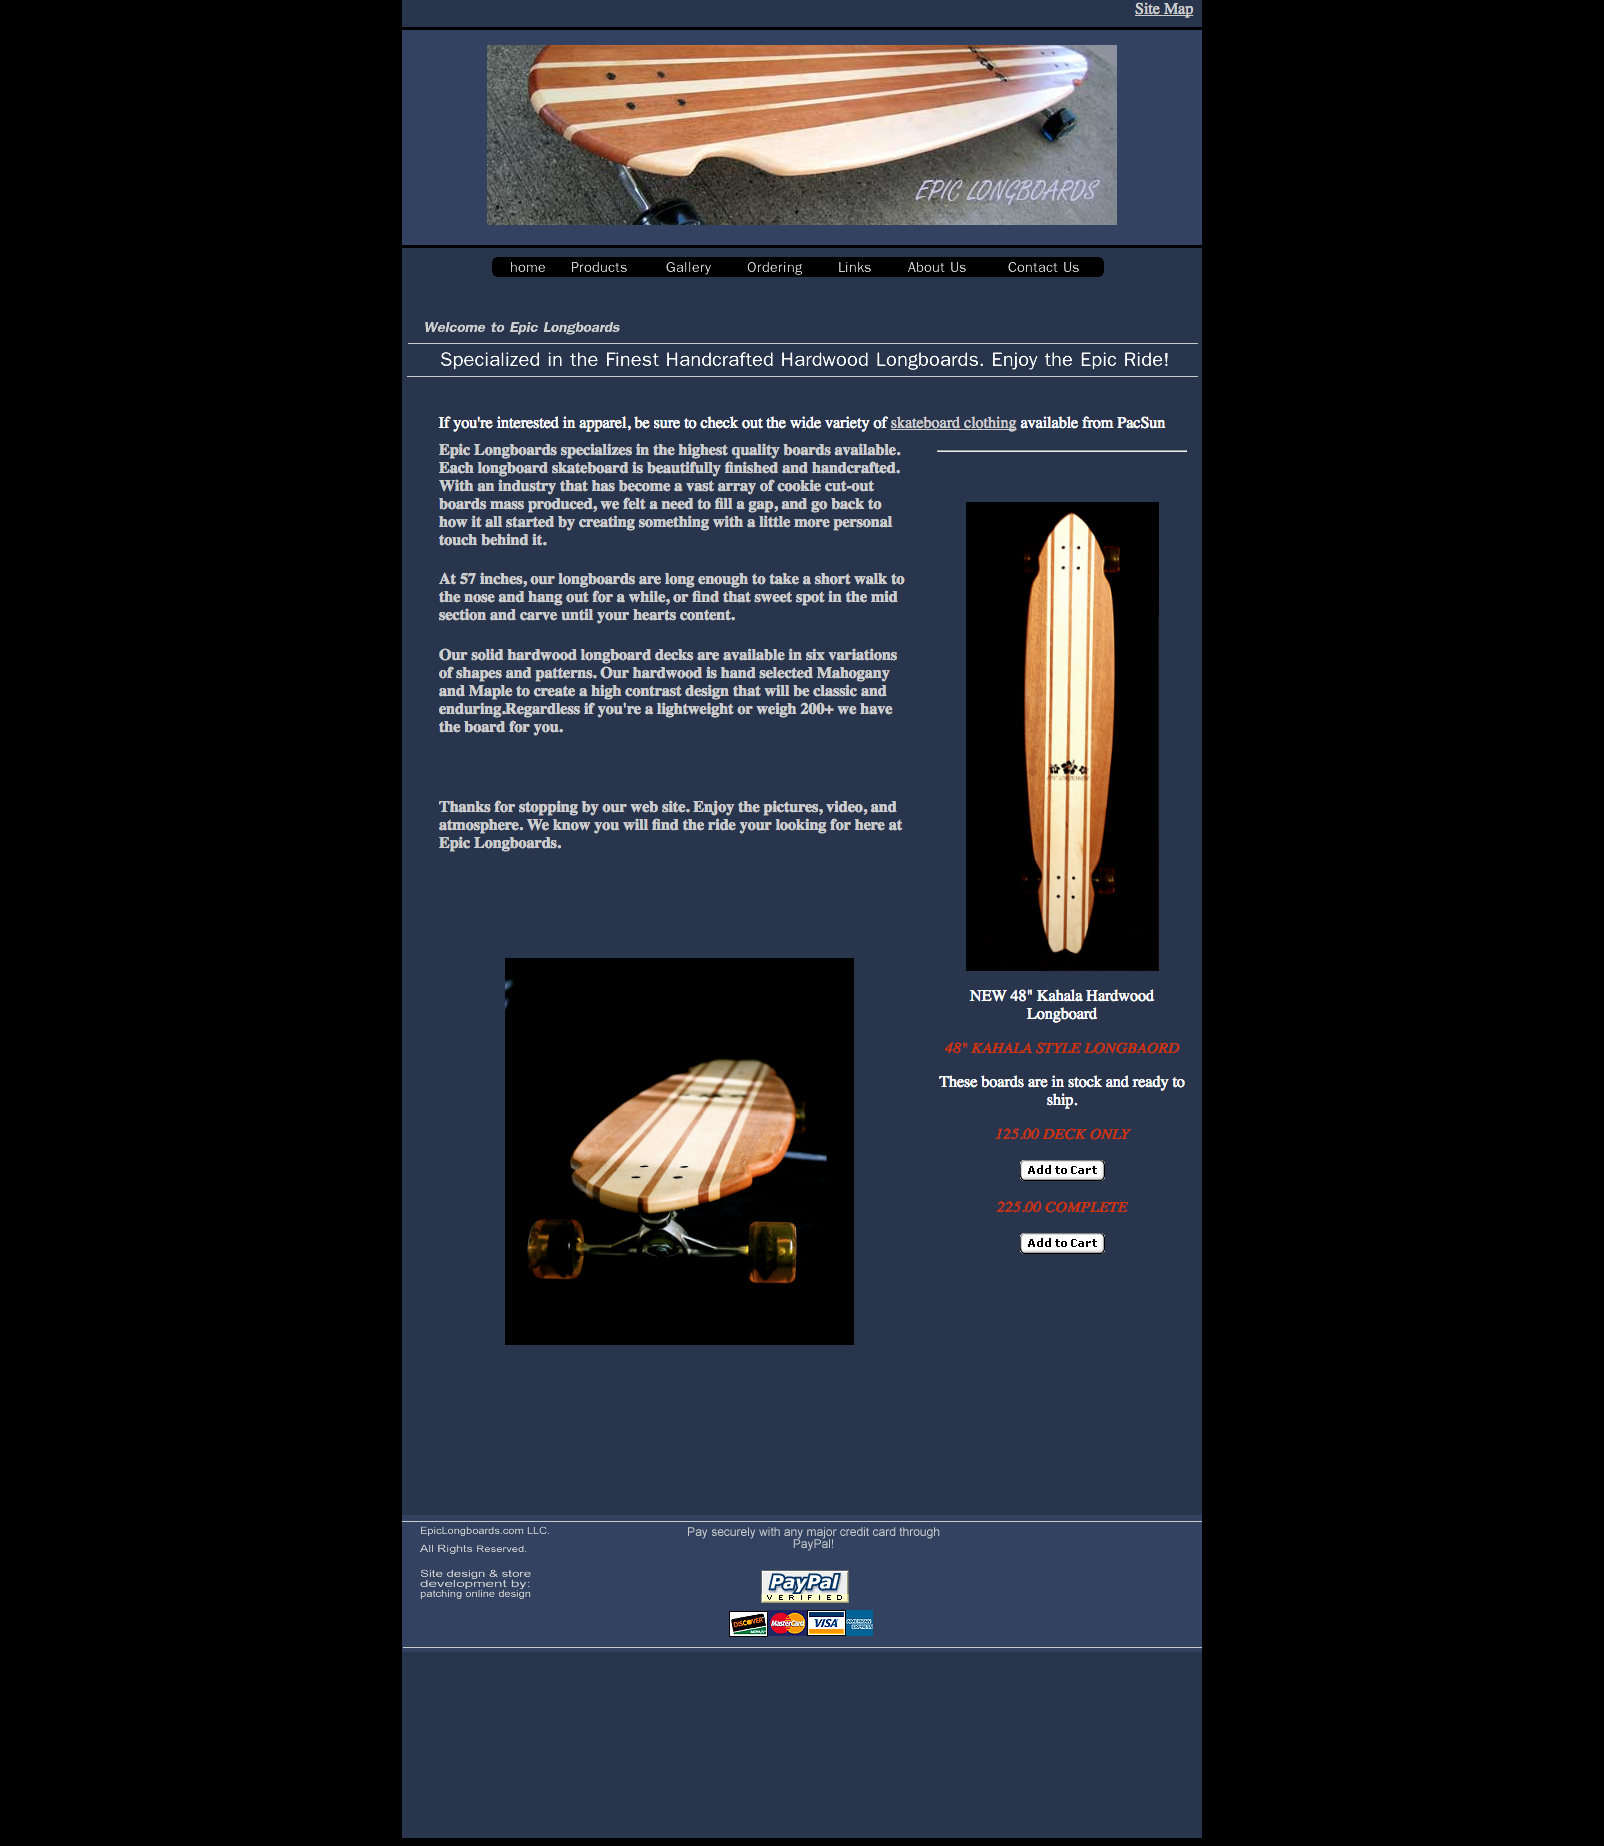 Site Map
EPIC LONGBOARDS
home Products Gallery Ordering Links About Us Contact Us
Welcome to Epic Longboards
Specialized in the Finest Handcrafted Hardwood Longboards. Enjoy the Epic Ride!
If you're interested in apparel, be sure to check out the wide variety of skateboard clothing available from PacSun
Epic Longboards specializes in the highest quality boards available.
Each longboard skateboard is beautifully finished and handcrafted.
With an industry that has become a vast array of cookie cut-out
boards mass produced, we felt a need to fill a gap, and go back to
how it all started by creating something with a little more personal
touch behind it.
At 57 inches, our longboards are long enough to take a short walk to
the nose and hang out for a while, or find that sweet spot in the mid
section and carve until your hearts content.
Our solid hardwood longboard decks are available in six variations
of shapes and patterns. Our hardwood is hand selected Mahogany
and Maple to create a high contrast design that will be classic and
enduring.Regardless if you're a lightweight or weigh 200+ we have
the board for you.
Thanks for stopping by our web site. Enjoy the pictures, video, and
atmosphere. We know you will find the ride your looking for here at
Epic Longboards.
EPIC LONGBOARDS
NEW 48" Kahala Hardwood
Longboard
48" KAHALA STYLE LONGBAORD
These boards are in stock and ready to
ship.
125.00 DECK ONLY
Add to Cart
225.00 COMPLETE
Add to Cart
EpicLongboards.com LLC.
All Rights Reserved.
Site design & store
development by:
patching online design
Pay securely with any major credit card through
PayPal!
PayPal
VERIFIED
DISCOVER MasterCard VISA AMERICAN EXPRESS